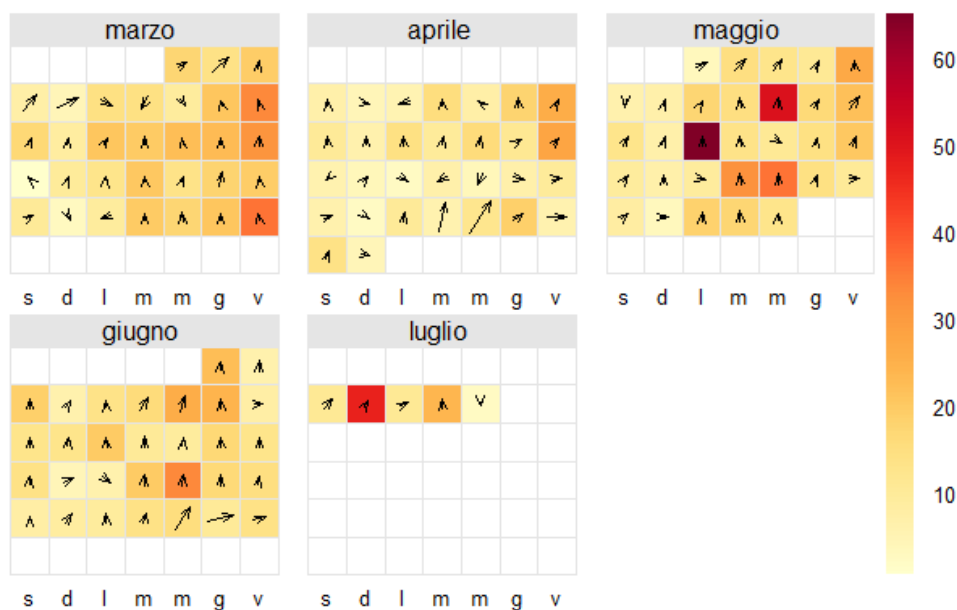 marzo aprile maggio
60
50
40
30
20
10
s d l m m g v s d l m m g v s d l m m g v
giugno luglio
s d l m m g v s d l m m g v